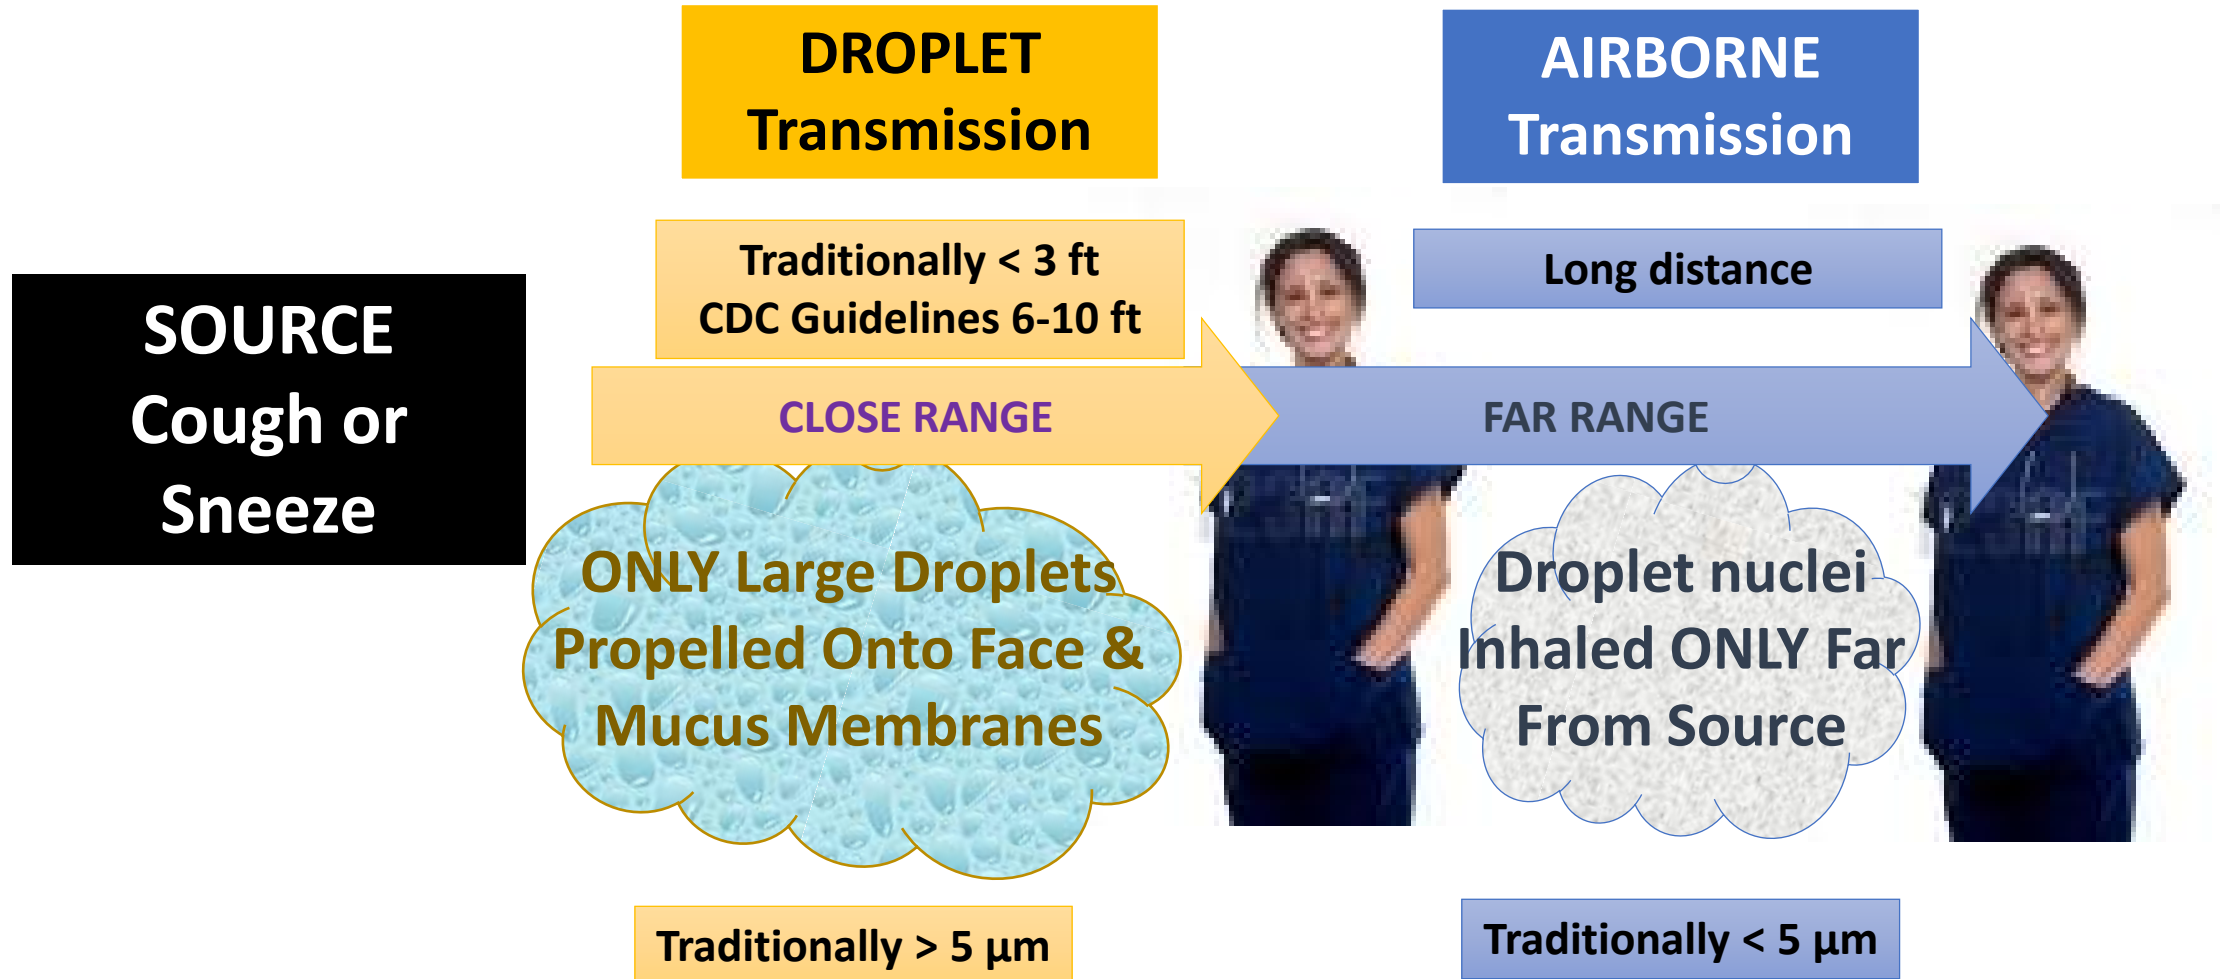 DROPLET
Transmission
AIRBORNE
Transmission
Traditionally < 3 ft
CDC Guidelines 6-10 ft
Long distance
SOURCE
Cough or
Sneeze
CLOSE RANGE
FAR RANGE
ONLY Large Droplets
Propelled Onto Face &
Mucus Membranes
Droplet nuclei
Inhaled ONLY Far
From Source
Traditionally > 5 µm
Traditionally < 5 µm